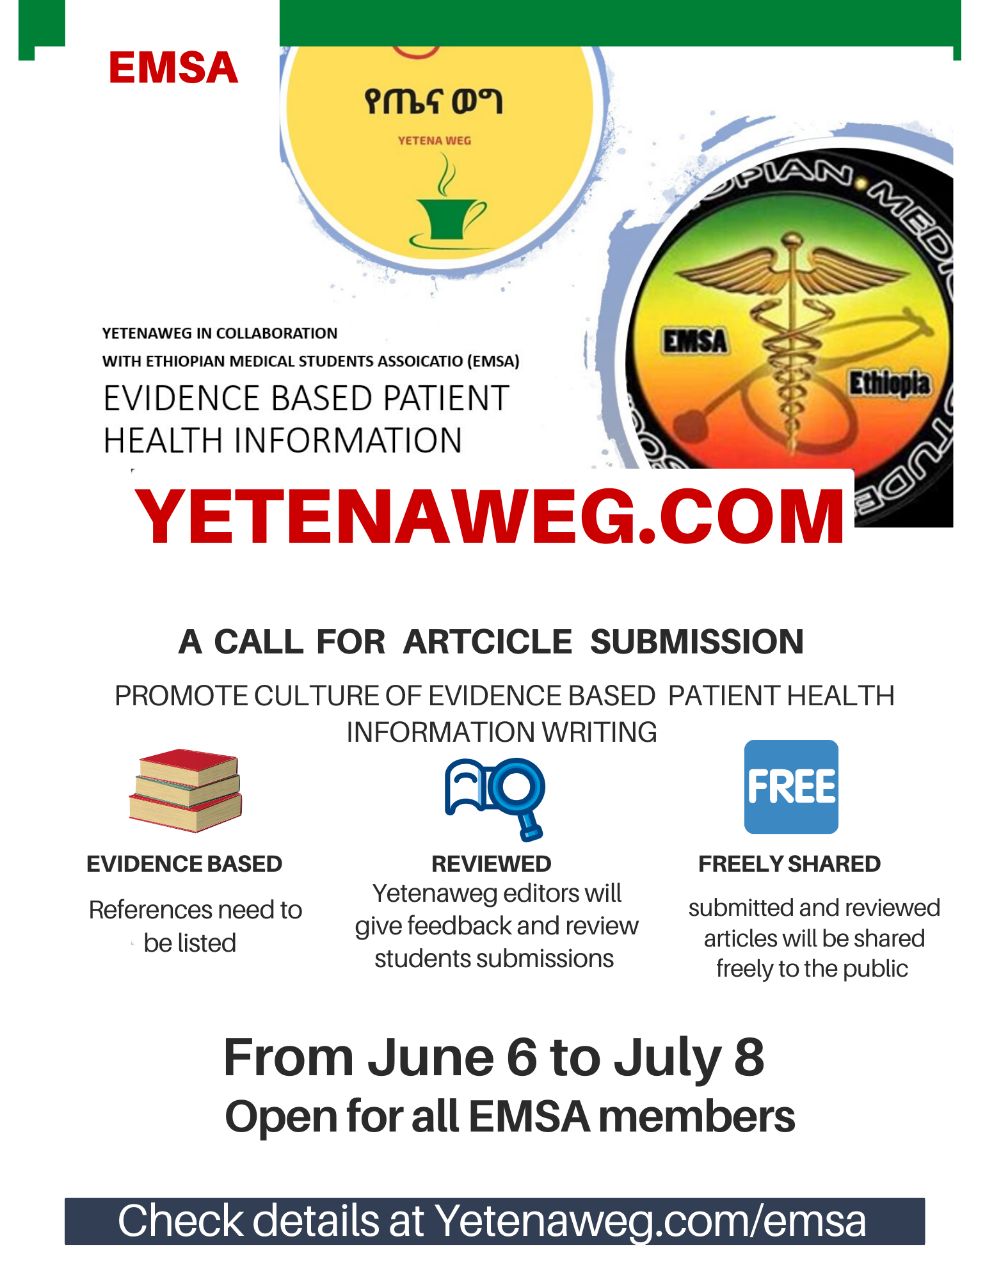 EMSA
የጤና ወግ
YETENA WEG
EMSA
Ethiopia
YETENAWEG IN COLLABORATION
WITH ETHIOPIAN MEDICAL STUDENTS ASSOICATIO (EMSA)
EVIDENCE BASED PATIENT
HEALTH INFORMATION
YETENAWEG.COM
A CALL FOR ARTCICLE SUBMISSION
PROMOTE CULTURE OF EVIDENCE BASED PATIENT HEALTH
INFORMATION WRITING
FREE
EVIDENCE BASED
References need to
be listed
REVIEWED
Yetenaweg editors will
give feedback and review
students submissions
FREELY SHARED
submitted and reviewed
articles will be shared
freely to the public
From June 6 to July 8
Open for all EMSA members
Check details at Yetenaweg.com/emsa